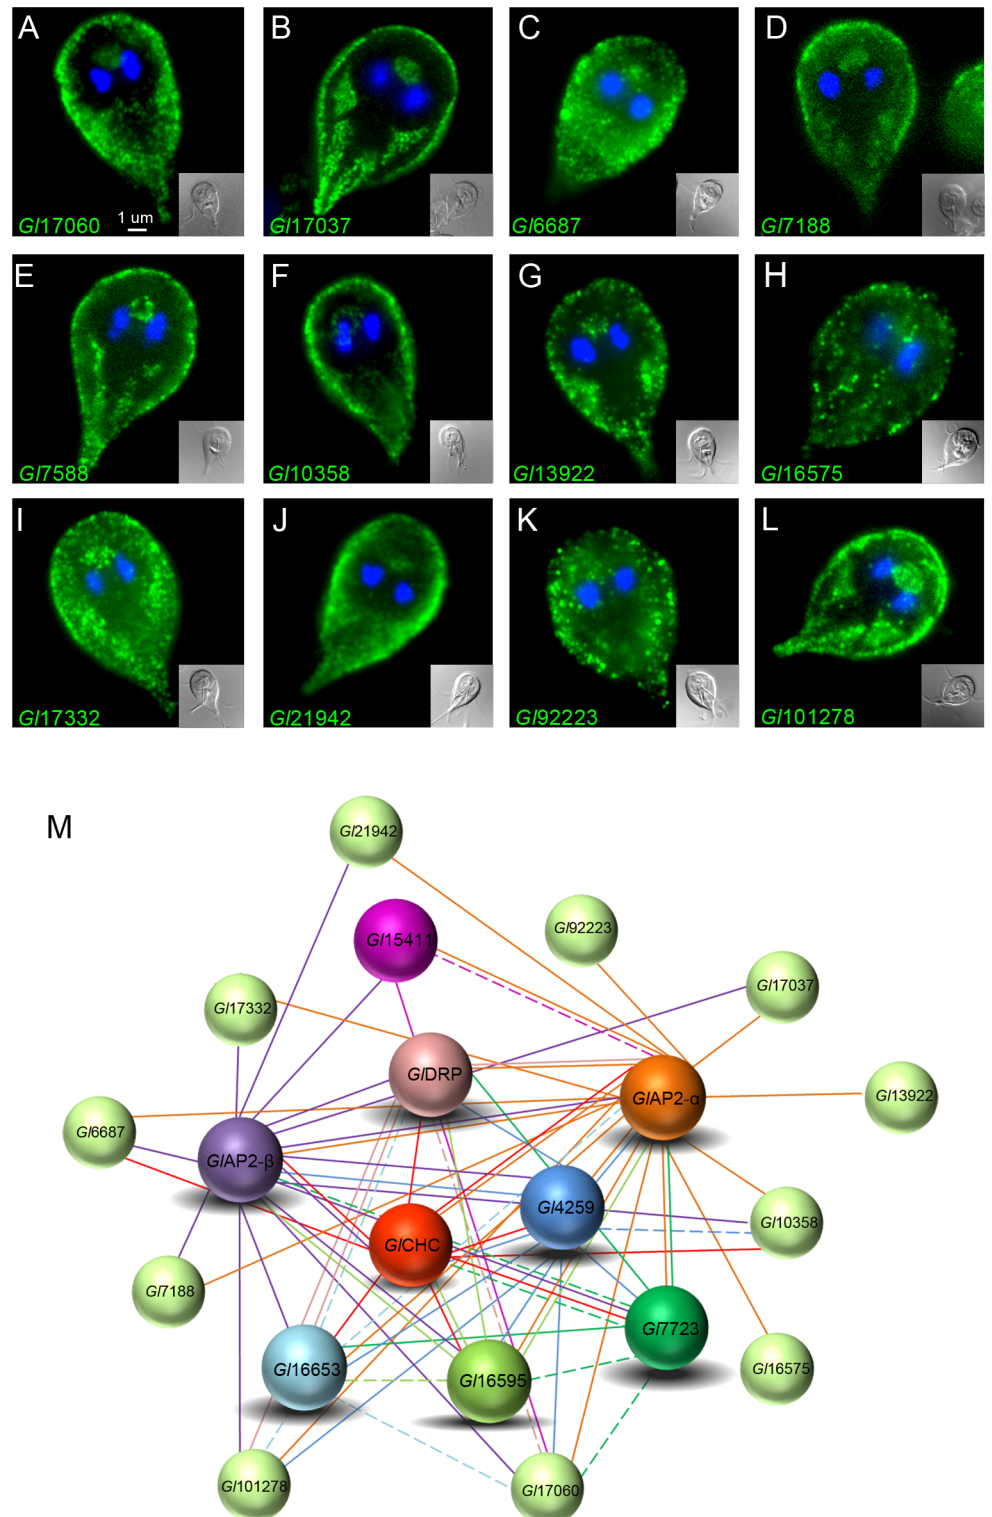 A
B
C
D
1 um
Gl17060
Gl17037
Gl6687
Gl7188
E
F
G
H
Gl7588
Gl10358
Gl13922
Gl16575
I
J
K
L
Gl17332
Gl21942
Gl92223
Gl101278
M
Gl21942
Gl15411
Gl92223
Gl17037
Gl17332
GlDRP
GlAP2-α
Gl13922
Gl6687
GlAP2-β
Gl4259
Gl10358
GlCHC
Gl7188
Gl7723
Gl16653
Gl16595
Gl16575
Gl101278
Gl17060